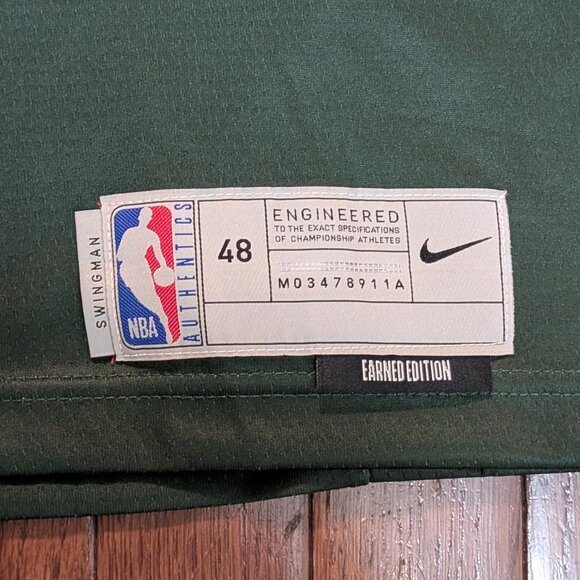 SWINGMAN
NBA
AUTHENTICS
48
ENGINEERED
TO THE EXACT SPECIFICATIONS
OF CHAMPIONSHIP ATHLETES
M03478911A
EARNED EDITION